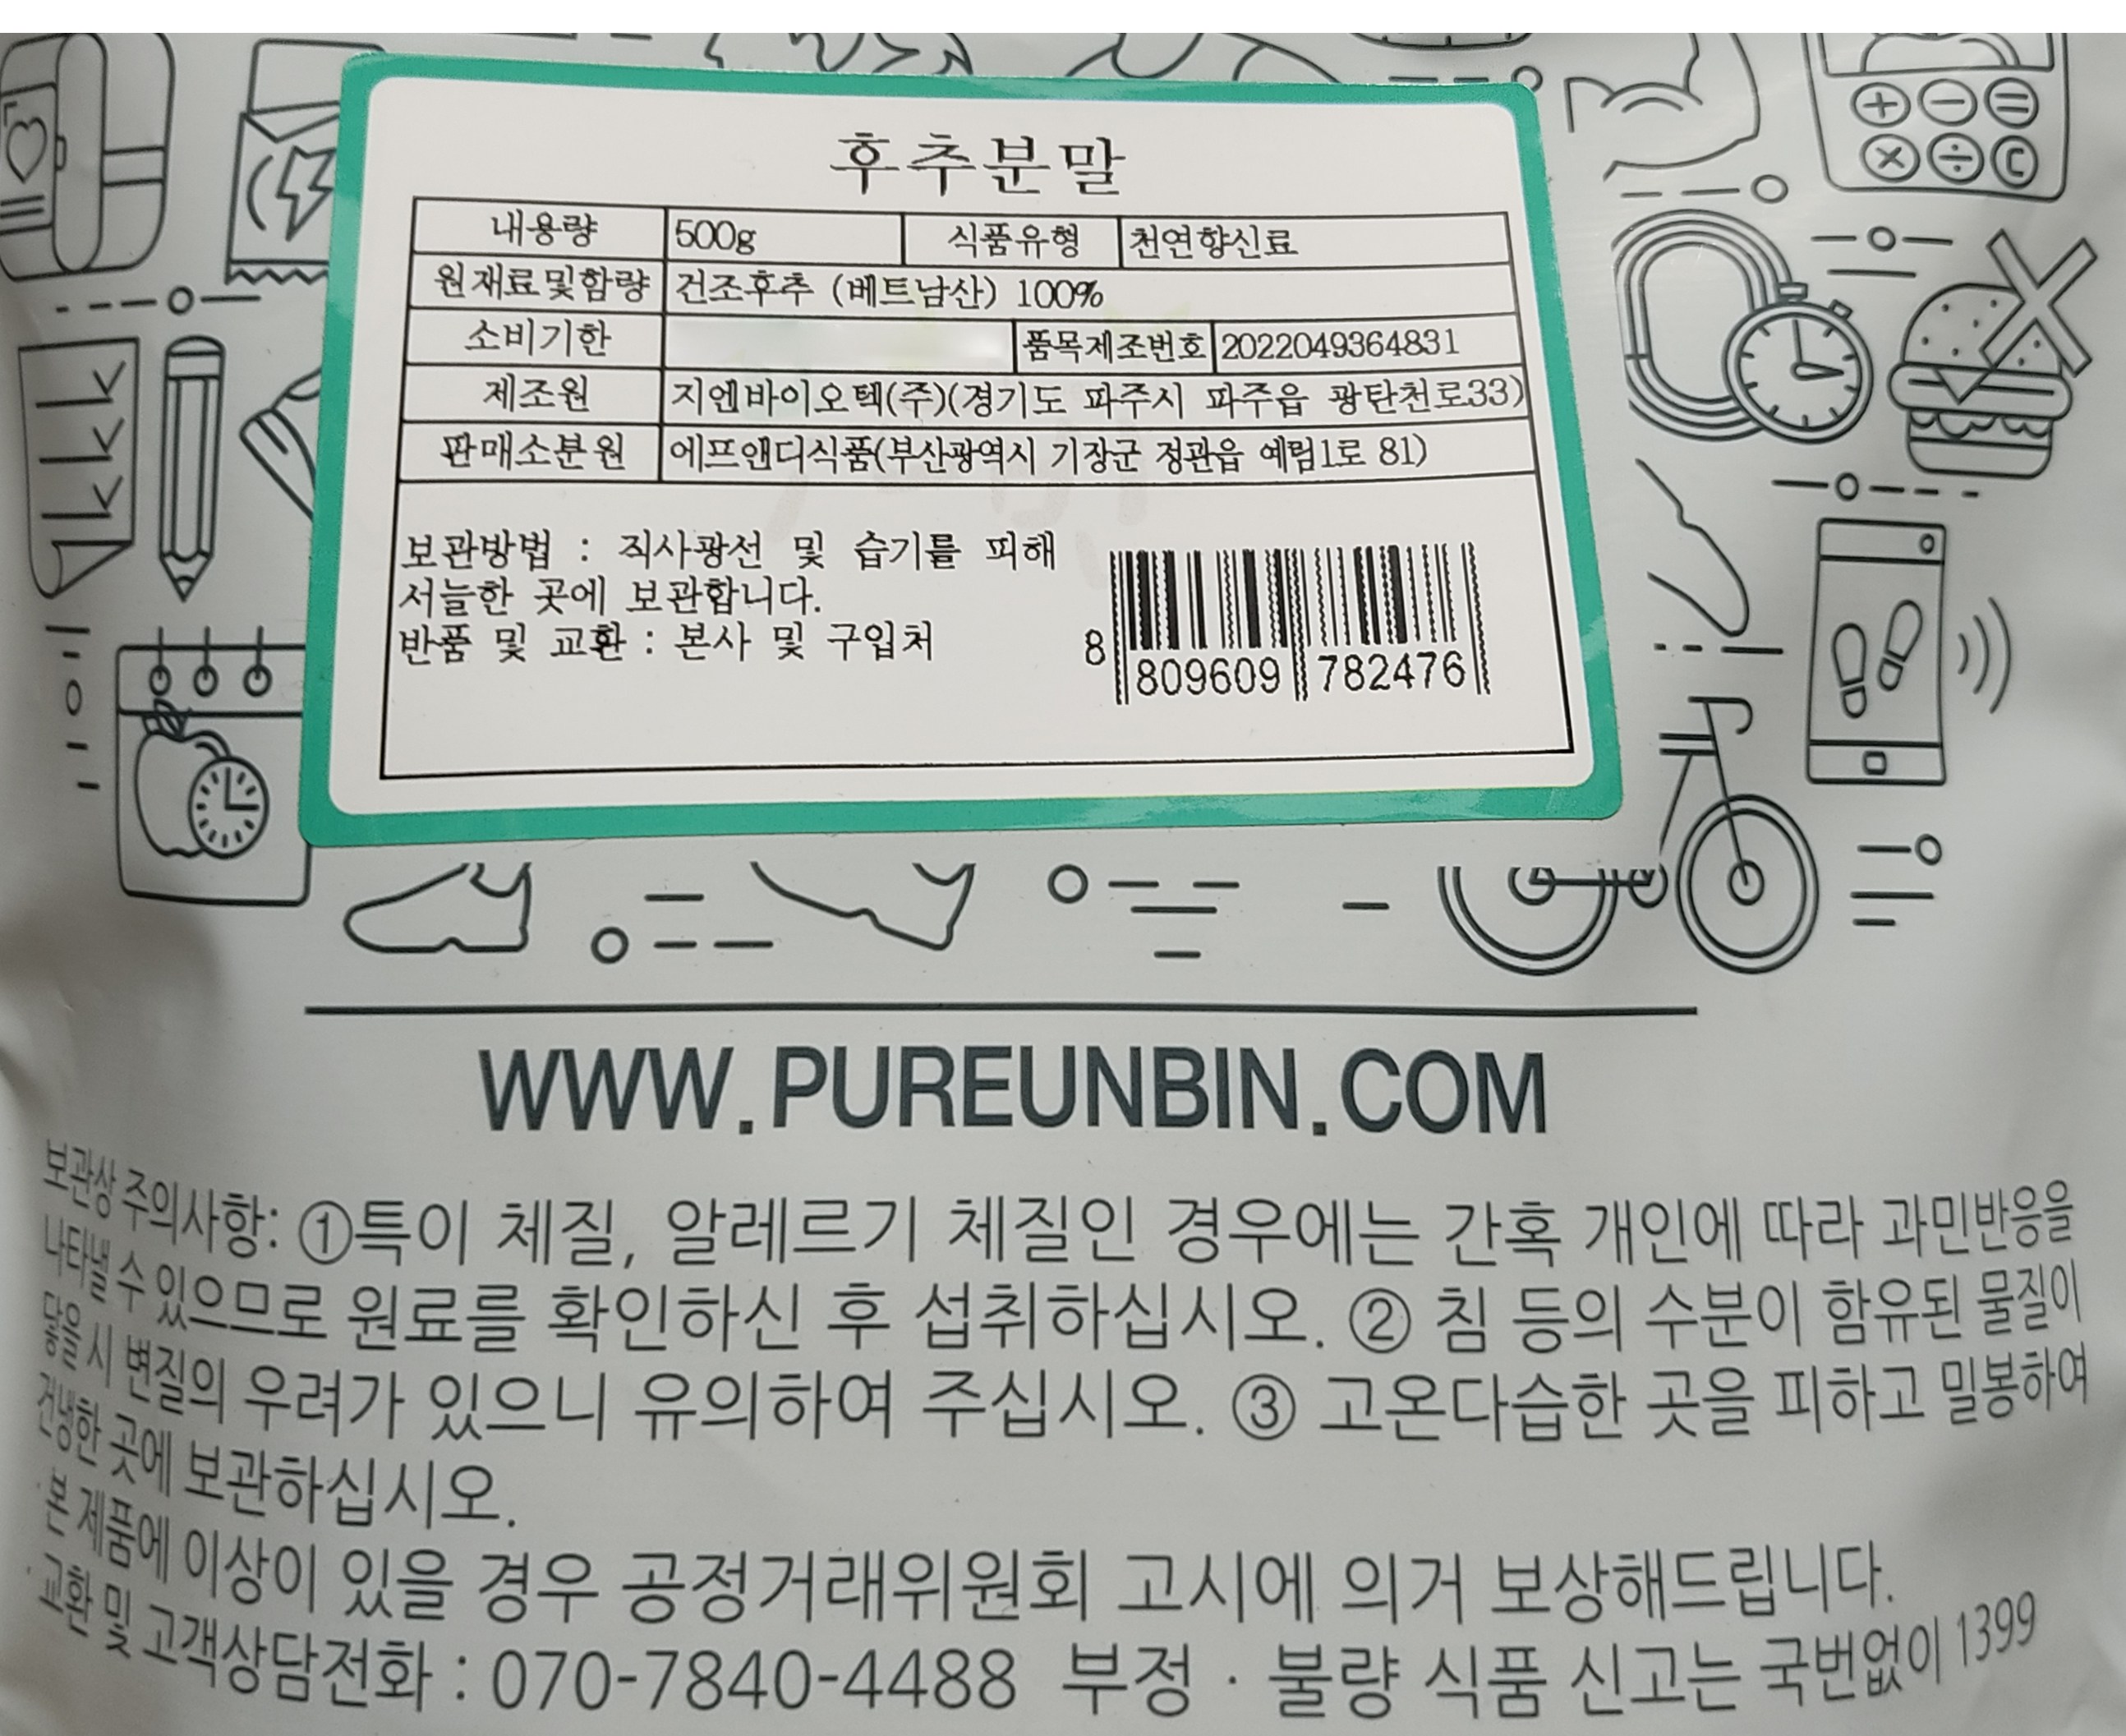 후추분말
내용량 500g 식품유형 천연향신료
원재료및함량 건조후추 (베트남산) 100%
소비기한 품목제조번호 2022049364831
제조원 지엔바이오텍(주)(경기도 파주시 파주읍 광탄천로33)
판매소분원 에프앤디식품(부산광역시 기장군 정관읍 예림1로 81)
보관방법 : 직사광선 및 습기를 피해
서늘한 곳에 보관합니다.
반품 및 교환 : 본사 및 구입처
8 809609 782476
WWW.PUREUNBIN.COM
보관상 주의사항: ①특이 체질, 알레르기 체질인 경우에는 간혹 개인에 따라 과민반응을
나타낼 수 있으므로 원료를 확인하신 후 섭취하십시오. ② 침 등의 수분이 함유된 물질이
닿을 시 변질의 우려가 있으니 유의하여 주십시오. ③ 고온다습한 곳을 피하고 밀봉하여
건냉한 곳에 보관하십시오.
·본 제품에 이상이 있을 경우 공정거래위원회 고시에 의거 보상해드립니다.
·교환 및 고객상담전화 : 070-7840-4488 부정 · 불량 식품 신고는 국번없이 1399